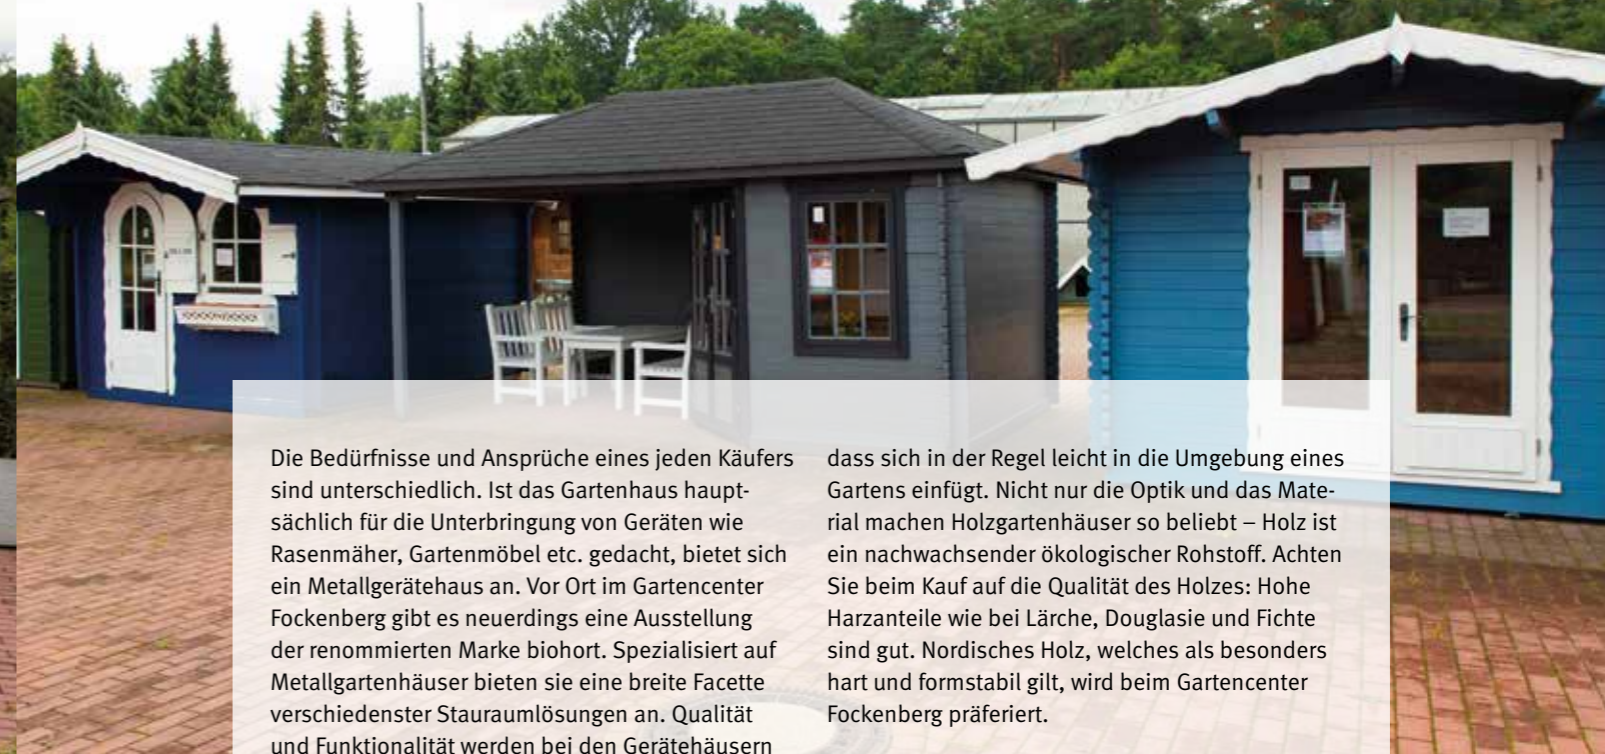 Die Bedürfnisse und Ansprüche eines jeden Käufers
sind unterschiedlich. Ist das Gartenhaus haupt-
sächlich für die Unterbringung von Geräten wie
Rasenmäher, Gartenmöbel etc. gedacht, bietet sich
ein Metallgerätehaus an. Vor Ort im Gartencenter
Fockenberg gibt es neuerdings eine Ausstellung
der renommierten Marke biohort. Spezialisiert auf
Metallgartenhäuser bieten sie eine breite Facette
verschiedenster Stauraumlösungen an. Qualität
und Funktionalität werden bei den Gerätehäusern
dass sich in der Regel leicht in die Umgebung eines
Gartens einfügt. Nicht nur die Optik und das Mate-
rial machen Holzgartenhäuser so beliebt – Holz ist
ein nachwachsender ökologischer Rohstoff. Achten
Sie beim Kauf auf die Qualität des Holzes: Hohe
Harzanteile wie bei Lärche, Douglasie und Fichte
sind gut. Nordisches Holz, welches als besonders
hart und formstabil gilt, wird beim Gartencenter
Fockenberg präferiert.